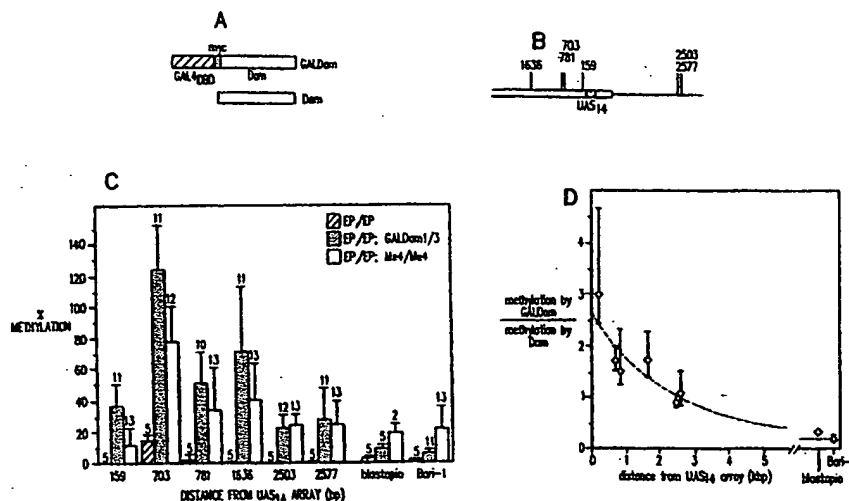 A
myc
GALDam
GAL4DBD
Dam
Dam
B
703
781
1636
159
2503
2577
UAS14
C
EP/EP
EP/EP; GALDam1/3
EP/EP; Me4/Me4
140
120
100
80
60
40
20
0
%
METHYLATION
5
11
13
5
11
12
5
10
13
5
11
13
5
12
13
5
11
13
5
5
2
5
11
13
159
703
781
1636
2503
2577
blastopia
Bari-1
DISTANCE FROM UAS14 ARRAY (bp)
D
methylation by
GALDam
methylation by
Dam
5
4
3
2
1
0
0
1
2
3
4
5
distance from UAS14 array (kbp)
Bari-1
blastopia